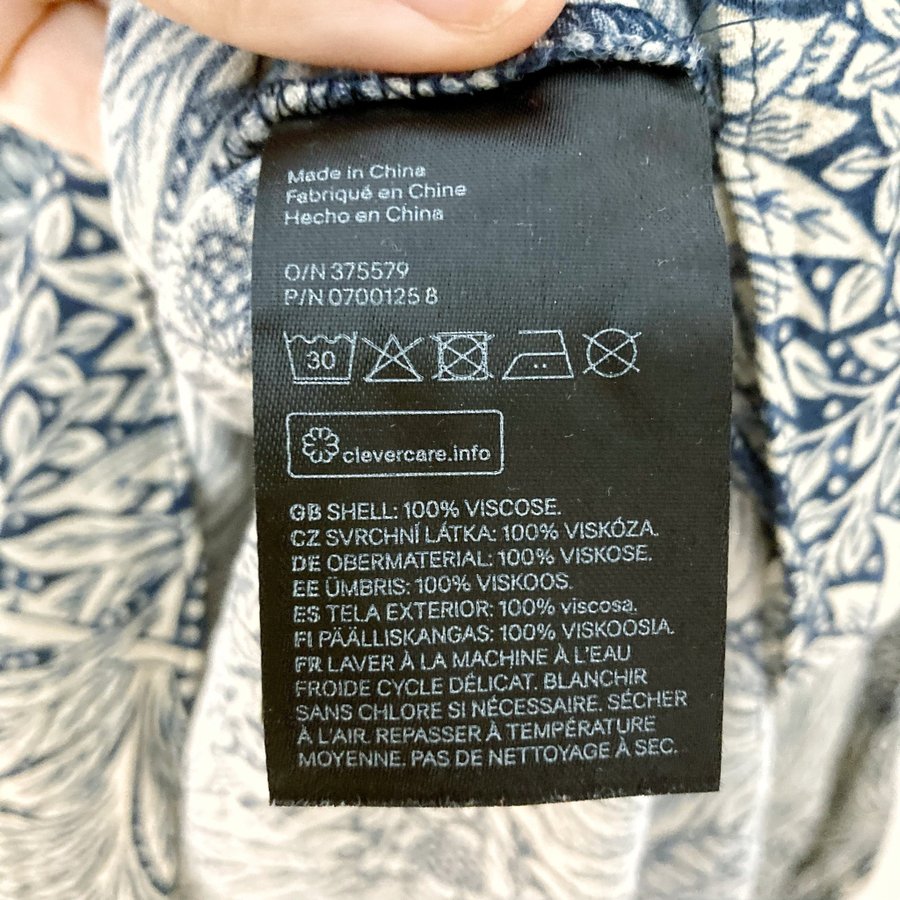 Made in China
Fabriqué en Chine
Hecho en China
O/N 375579
P/N 0700125 8
30
clevercare.info
GB SHELL: 100% VISCOSE.
CZ SVRCHNÍ LÁTKA: 100% VISKÓZA.
DE OBERMATERIAL: 100% VISKOSE.
EE ÜMBRIS: 100% VISKOOS.
ES TELA EXTERIOR: 100% viscosa.
FI PÄÄLLISKANGAS: 100% VISKOOSIA.
FR LAVER À LA MACHINE À L'EAU
FROIDE CYCLE DÉLICAT. BLANCHIR
SANS CHLORE SI NÉCESSAIRE. SÉCHER
À L'AIR. REPASSER À TEMPÉRATURE
MOYENNE. PAS DE NETTOYAGE À SEC.